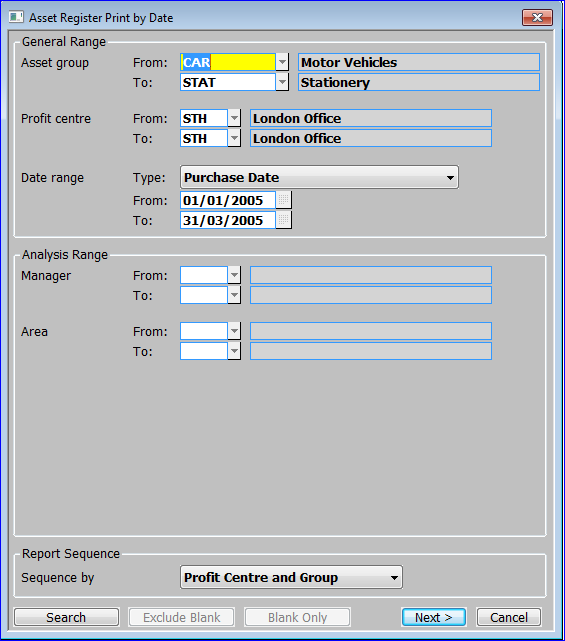 Asset Register Print by Date
General Range
Asset group From: CAR Motor Vehicles
To: STAT Stationery
Profit centre From: STH London Office
To: STH London Office
Date range Type: Purchase Date
From: 01/01/2005
To: 31/03/2005
Analysis Range
Manager From:
To:
Area From:
To:
Report Sequence
Sequence by Profit Centre and Group
Search Exclude Blank Blank Only Next > Cancel